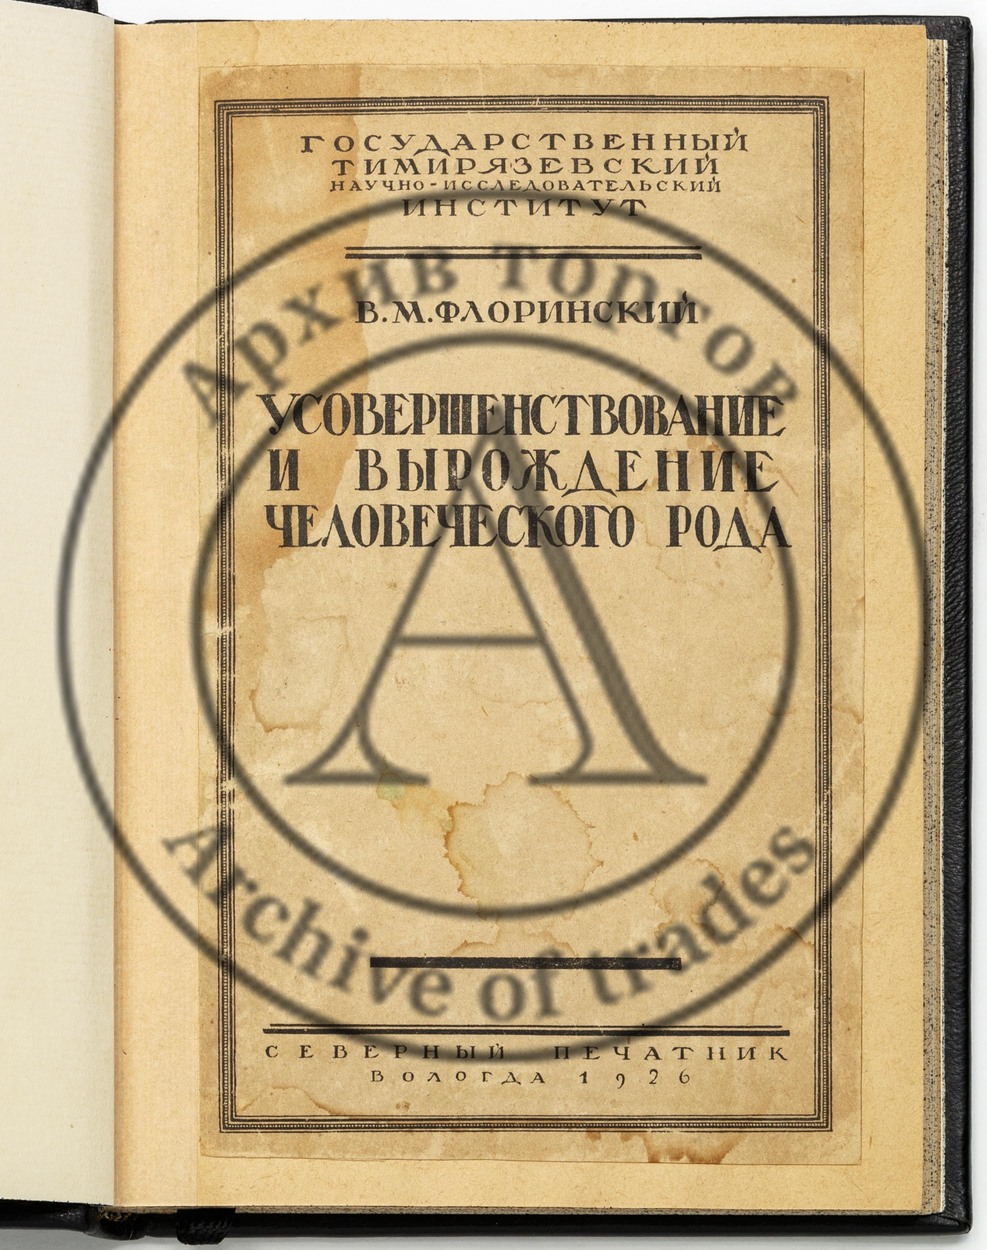 ГОСУДАРСТВЕННЫЙ
ТИМИРЯЗЕВСКИЙ
НАУЧНО-ИССЛЕДОВАТЕЛЬСКИЙ
ИНСТИТУТ
Архив торгов
В.М.ФЛОРИНСКИЙ
УСОВЕРШЕНСТВОВАНИЕ
И ВЫРОЖДЕНИЕ
ЧЕЛОВЕЧЕСКОГО РОДА
А
Archive of trades
СЕВЕРНЫЙ ПЕЧАТНИК
ВОЛОГДА 1926